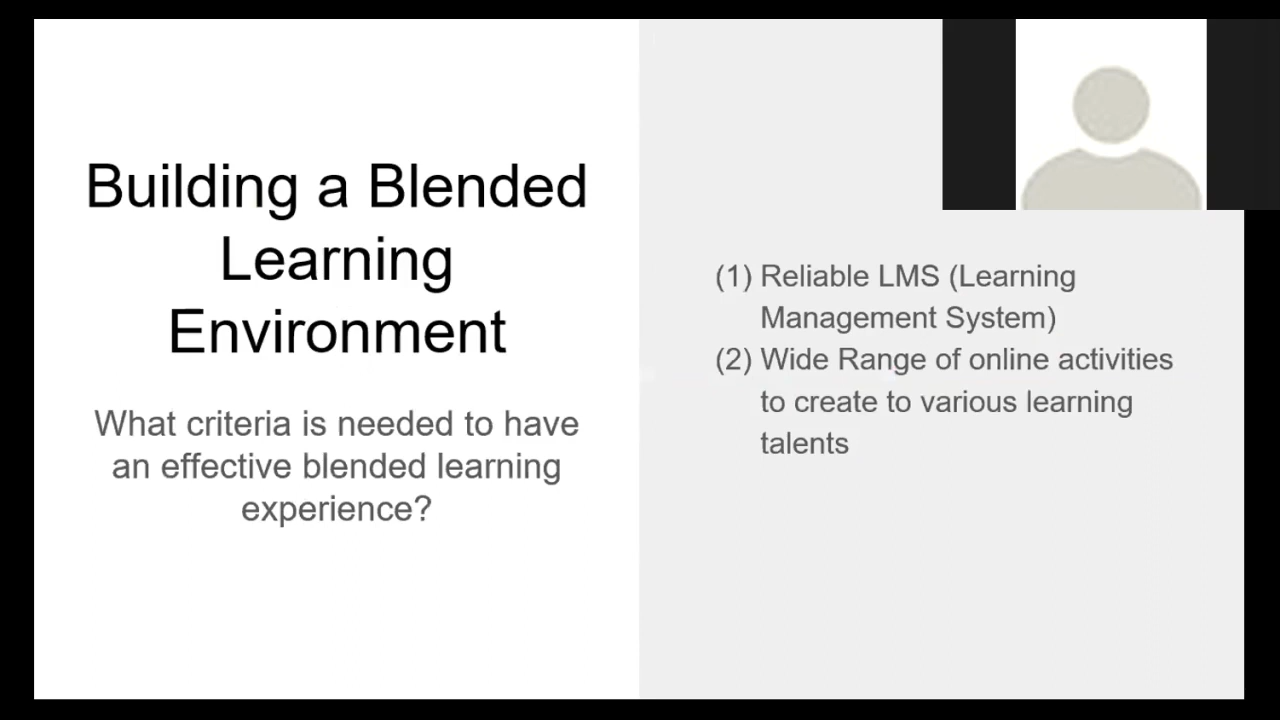 Building a Blended
Learning
Environment
What criteria is needed to have
an effective blended learning
experience?
(1) Reliable LMS (Learning
Management System)
(2) Wide Range of online activities
to create to various learning
talents